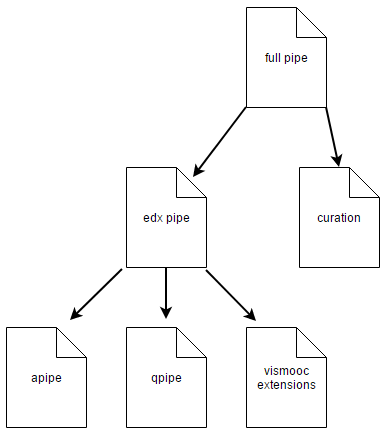 full pipe
edx pipe
curation
apipe
qpipe
vismooc
extensions